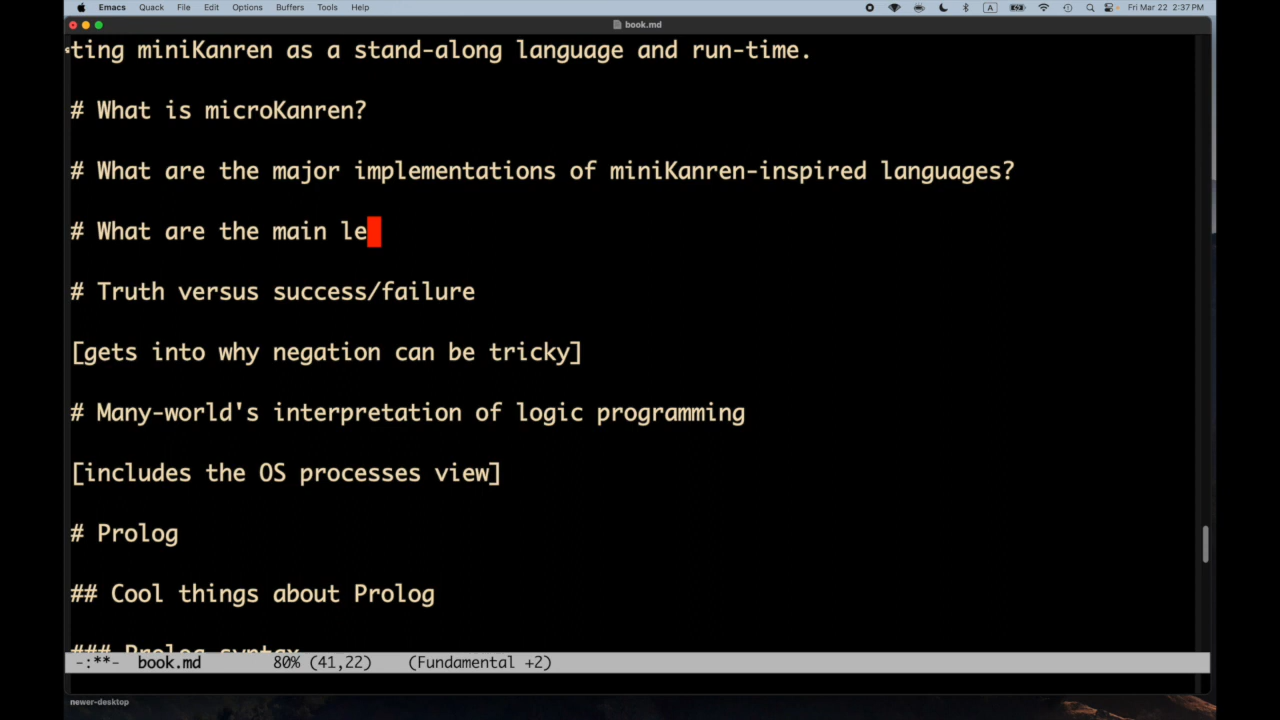 Emacs Quack File Edit Options Buffers Tools Help A Fri Mar 22 2:37PM
book.md
ting miniKanren as a stand-along language and run-time.
# What is microKanren?
# What are the major implementations of miniKanren-inspired languages?
# What are the main le
# Truth versus success/failure
[gets into why negation can be tricky]
# Many-world's interpretation of logic programming
[includes the OS processes view]
# Prolog
## Cool things about Prolog
### Prolog syntax
-:**- book.md 80% (41,22) (Fundamental +2)
newer-desktop